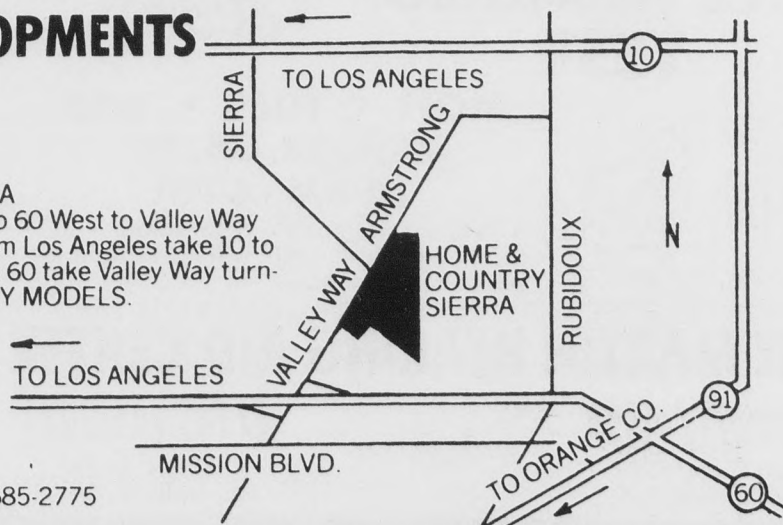 OPMENTS
10
TO LOS ANGELES
SIERRA
ARMSTRONG
A
o 60 West to Valley Way
m Los Angeles take 10 to
60 take Valley Way turn-
Y MODELS.
N
HOME &
COUNTRY
SIERRA
RUBIDOUX
VALLEY WAY
TO LOS ANGELES
91
TO ORANGE CO.
MISSION BLVD.
60
685-2775